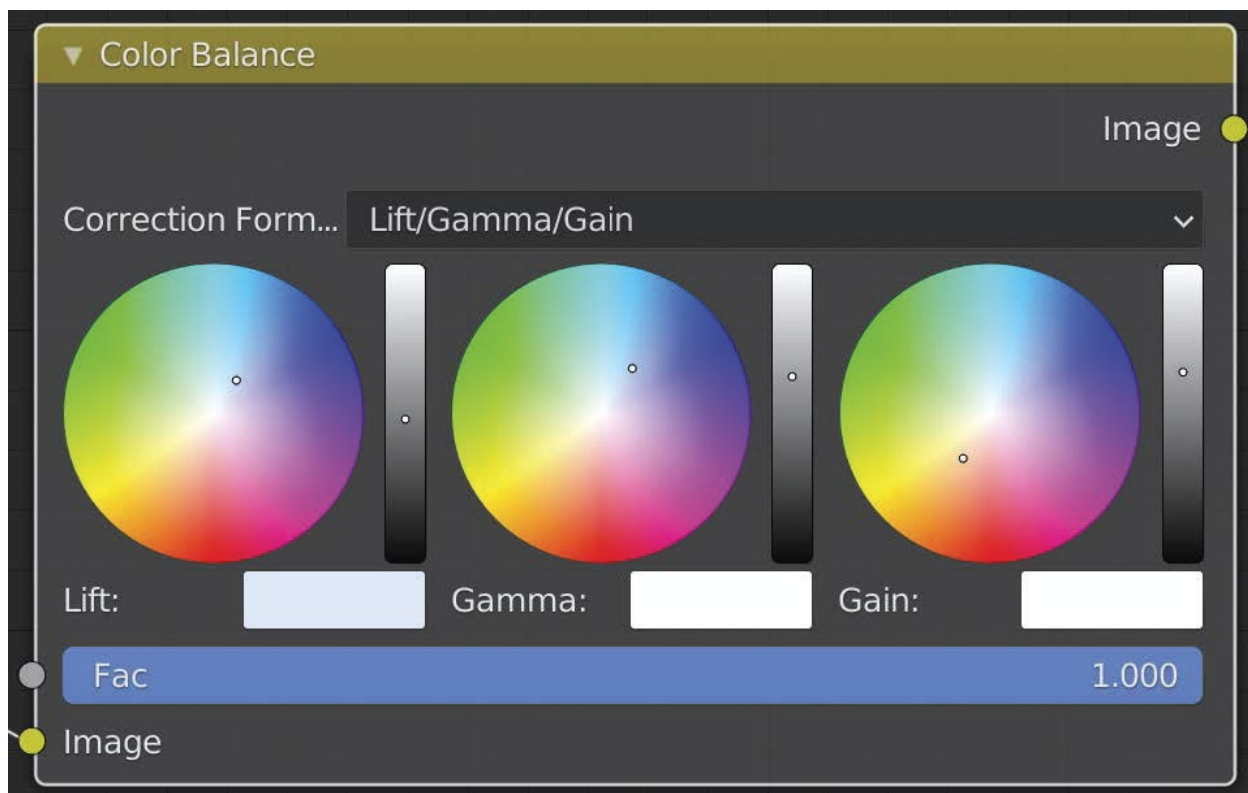 Color Balance
Image
Correction Form... Lift/Gamma/Gain
Lift: Gamma: Gain:
Fac 1.000
Image